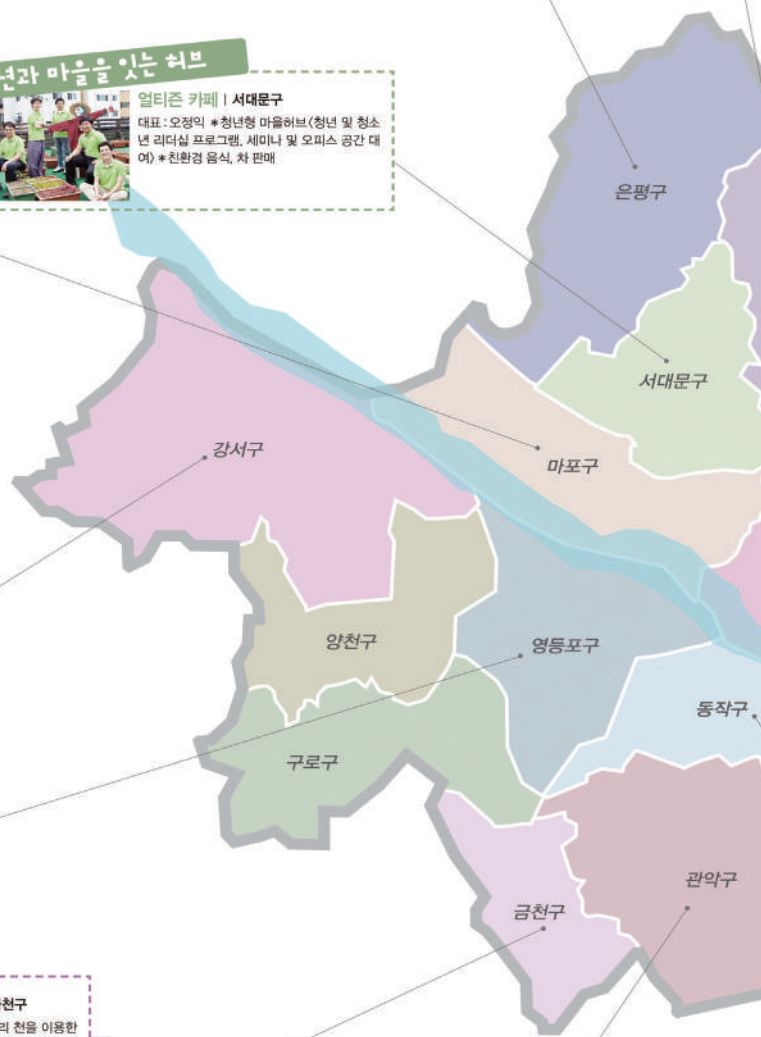 년과 마을을 잇는 허브
얼티즌 카페 | 서대문구
대표 : 오정익 *청년형 마을허브(청년 및 청소
년 리더십 프로그램, 세미나 및 오피스 공간 대
여) *친환경 음식, 차 판매
은평구
서대문구
강서구
마포구
양천구
영등포구
동작구
구로구
관악구
금천구
천구
리 천을 이용한